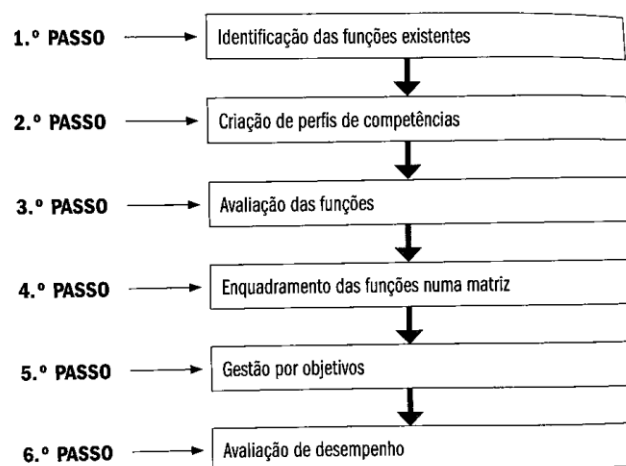 1.º PASSO Identificação das funções existentes
2.º PASSO Criação de perfis de competências
3.º PASSO Avaliação das funções
4.º PASSO Enquadramento das funções numa matriz
5.º PASSO Gestão por objetivos
6.º PASSO Avaliação de desempenho